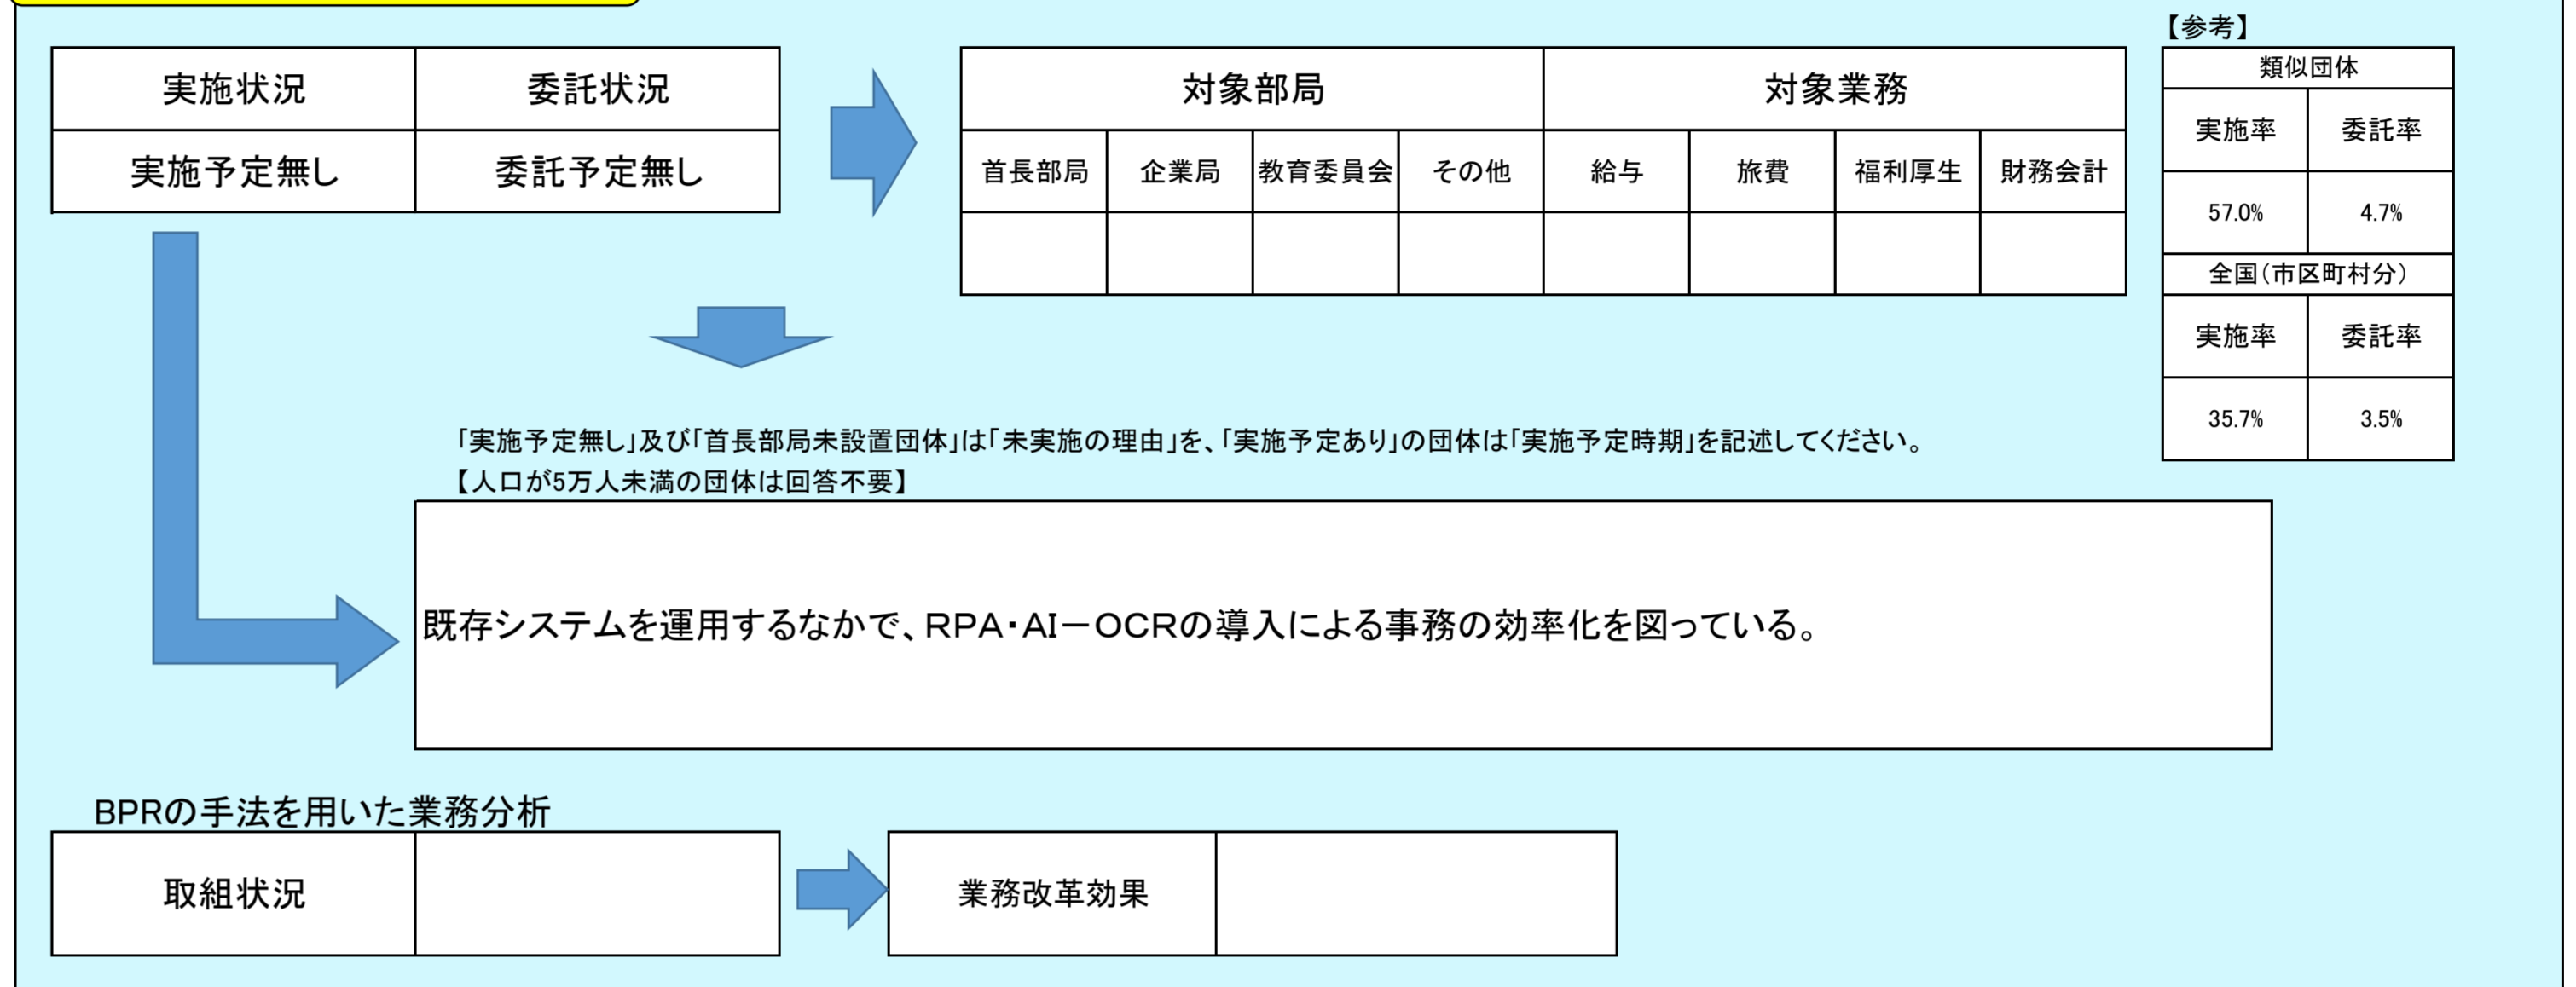 【参考】
実施状況 委託状況
実施予定無し 委託予定無し
対象部局 対象業務
首長部局 企業局 教育委員会 その他 給与 旅費 福利厚生 財務会計
類似団体
実施率 委託率
57.0% 4.7%
全国（市区町村分）
実施率 委託率
35.7% 3.5%
「実施予定無し」及び「首長部局未設置団体」は「未実施の理由」を、「実施予定あり」の団体は「実施予定時期」を記述してください。
【人口が5万人未満の団体は回答不要】
既存システムを運用するなかで、ＲＰＡ・ＡＩ－ＯＣＲの導入による事務の効率化を図っている。
BPRの手法を用いた業務分析
取組状況
業務改革効果